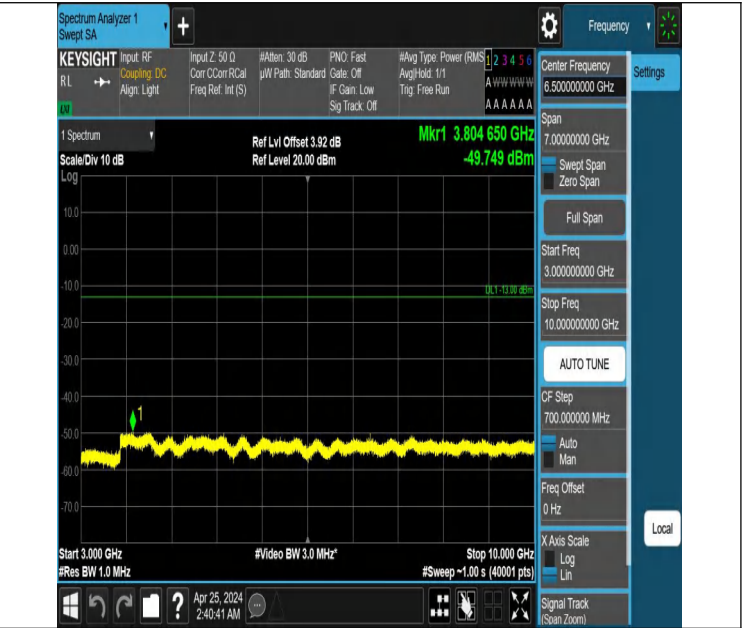 Spectrum Analyzer 1
Swept SA
+
Frequency
KEYSIGHT Input: RF
Coupling: DC
Align: Light
RL
LNI
Input Z: 50 Ω
Corr CCorr RCal
Freq Ref: Int (S)
#Atten: 30 dB
µW Path: Standard
PNO: Fast
Gate: Off
IF Gain: Low
Sig Track: Off
#Avg Type: Power (RMS
Avg|Hold: 1/1
Trig: Free Run
1 2 3 4 5 6
A W W W W W
A A A A A A
1 Spectrum
Scale/Div 10 dB
Ref Lvl Offset 3.92 dB
Ref Level 20.00 dBm
Mkr1 3.804 650 GHz
-49.749 dBm
Log
10.0
0.00
-10.0
DL1 -13.00 dBm
-20.0
-30.0
-40.0
1
-50.0
-60.0
-70.0
Start 3.000 GHz
#Res BW 1.0 MHz
#Video BW 3.0 MHz*
Stop 10.000 GHz
#Sweep ~1.00 s (40001 pts)
?
Apr 25, 2024
2:40:41 AM
Center Frequency
6.500000000 GHz
Settings
Span
7.00000000 GHz
Swept Span
Zero Span
Full Span
Start Freq
3.000000000 GHz
Stop Freq
10.000000000 GHz
AUTO TUNE
CF Step
700.000000 MHz
Auto
Man
Freq Offset
0 Hz
X Axis Scale
Log
Lin
Local
Signal Track
(Span Zoom)